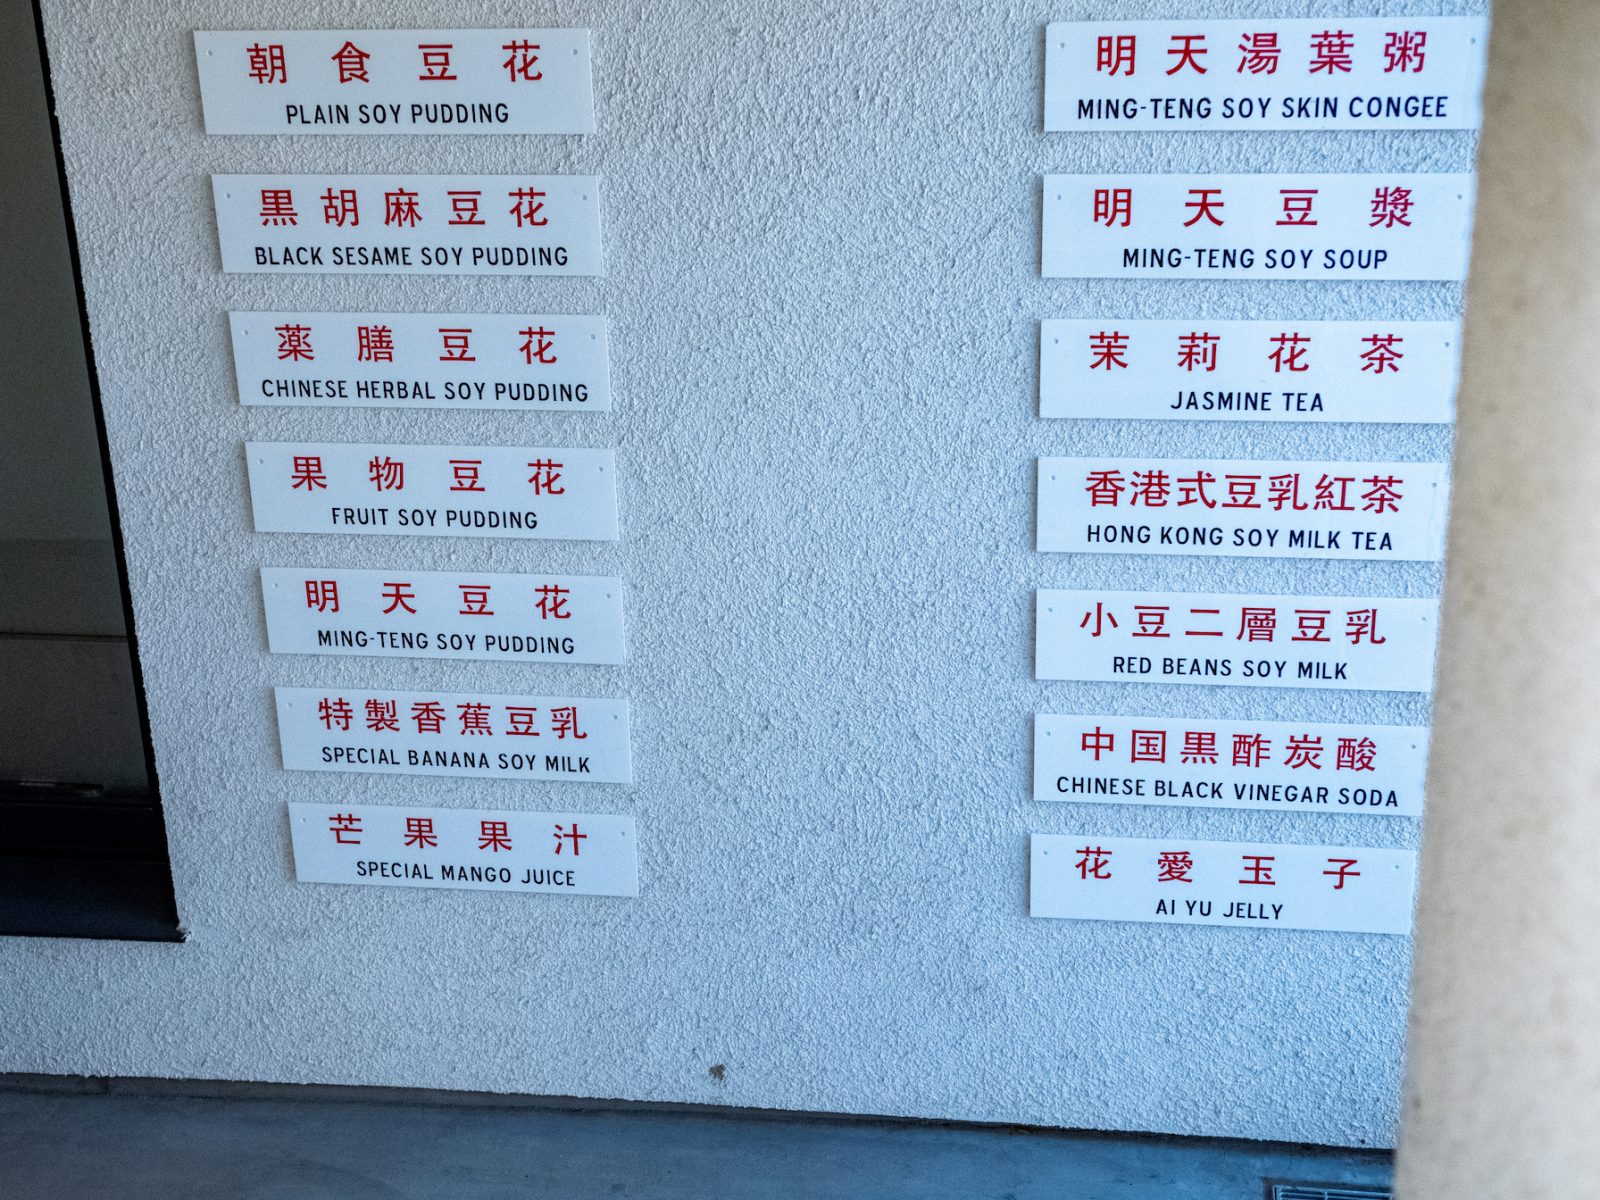 朝食豆花
PLAIN SOY PUDDING
黒胡麻豆花
BLACK SESAME SOY PUDDING
薬膳豆花
CHINESE HERBAL SOY PUDDING
果物豆花
FRUIT SOY PUDDING
明天豆花
MING-TENG SOY PUDDING
特製香蕉豆乳
SPECIAL BANANA SOY MILK
芒果果汁
SPECIAL MANGO JUICE
明天湯葉粥
MING-TENG SOY SKIN CONGEE
明天豆漿
MING-TENG SOY SOUP
茉莉花茶
JASMINE TEA
香港式豆乳紅茶
HONG KONG SOY MILK TEA
小豆二層豆乳
RED BEANS SOY MILK
中国黒酢炭酸
CHINESE BLACK VINEGAR SODA
花愛玉子
AI YU JELLY